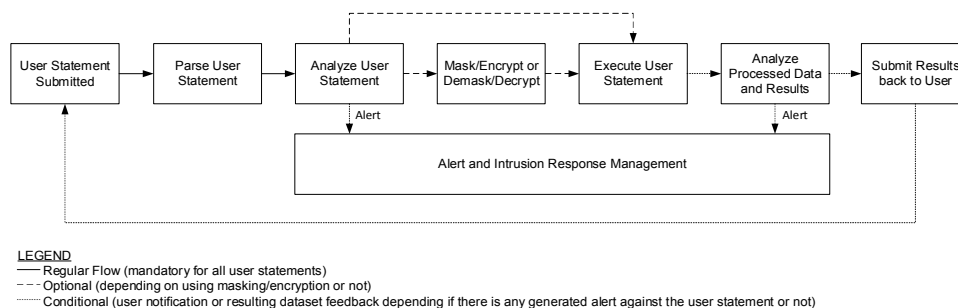 User Statement
Submitted
Parse User
Statement
Analyze User
Statement
Mask/Encrypt or
Demask/Decrypt
Execute User
Statement
Analyze
Processed Data
and Results
Submit Results
back to User
Alert
Alert
Alert and Intrusion Response Management
LEGEND
Regular Flow (mandatory for all user statements)
Optional (depending on using masking/encryption or not)
Conditional (user notification or resulting dataset feedback depending if there is any generated alert against the user statement or not)